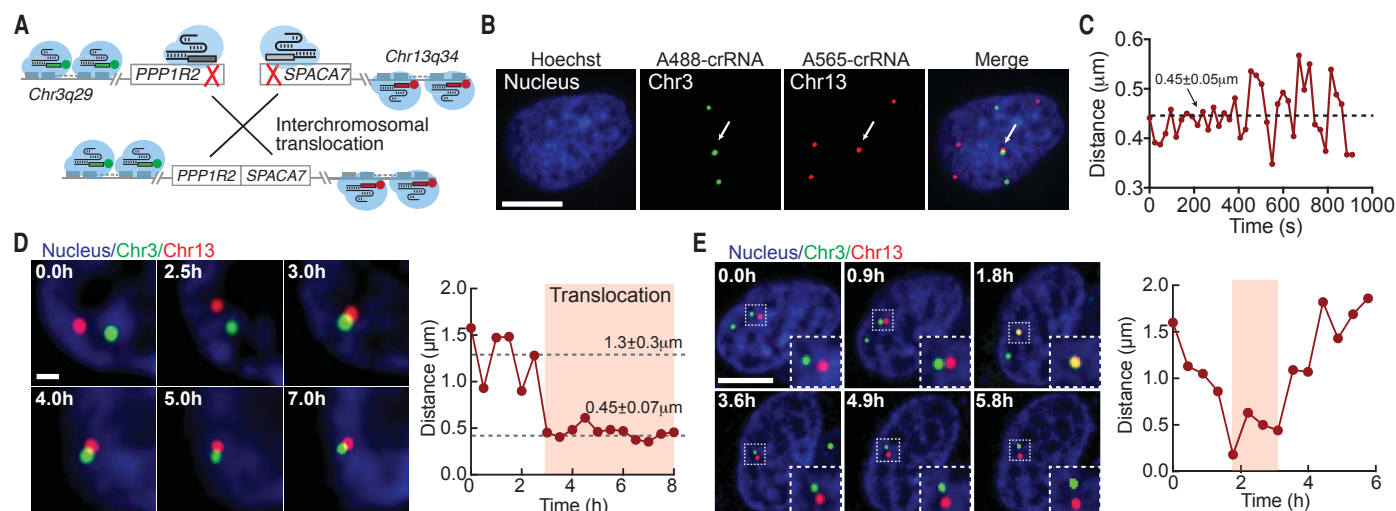 A
Chr3q29
PPP1R2
SPACA7
Chr13q34
Interchromosomal
translocation
PPP1R2 SPACA7
B
Hoechst A488-crRNA A565-crRNA Merge
Nucleus Chr3 Chr13
C
Distance (µm)
0.6
0.5
0.4
0.3
0.45±0.05µm
0 200 400 600 800 1000
Time (s)
D
Nucleus/Chr3/Chr13
0.0h 2.5h 3.0h
4.0h 5.0h 7.0h
Distance (µm)
2.0
1.5
1.0
0.5
0.0
Translocation
1.3±0.3µm
0.45±0.07µm
0 2 4 6 8
Time (h)
E
Nucleus/Chr3/Chr13
0.0h 0.9h 1.8h
3.6h 4.9h 5.8h
Distance (µm)
2.0
1.5
1.0
0.5
0.0
0 2 4 6
Time (h)